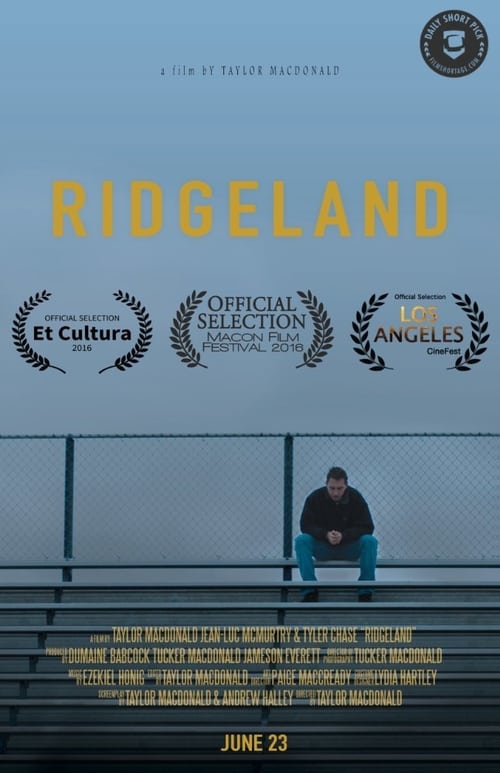 DAILY SHORT PICK
FILMSHORTAGE.COM
a film BY TAYLOR MACDONALD
RIDGELAND
OFFICIAL SELECTION
Et Cultura
2016
OFFICIAL
SELECTION
MACON FILM
FESTIVAL 2016
Official Selection
LOS
ANGELES
CineFest
A FILM BY TAYLOR MACDONALD JEAN-LUC MCMURTRY & TYLER CHASE "RIDGELAND"
PRODUCED BY DUMAINE BABCOCK TUCKER MACDONALD JAMESON EVERETT DIRECTOR OF PHOTOGRAPHY TUCKER MACDONALD
MUSIC BY EZEKIEL HONIG EDITED BY TAYLOR MACDONALD PAIGE MACCREADY LYDIA HARTLEY
SCREENPLAY BY TAYLOR MACDONALD & ANDREW HALLEY DIRECTED BY TAYLOR MACDONALD
JUNE 23